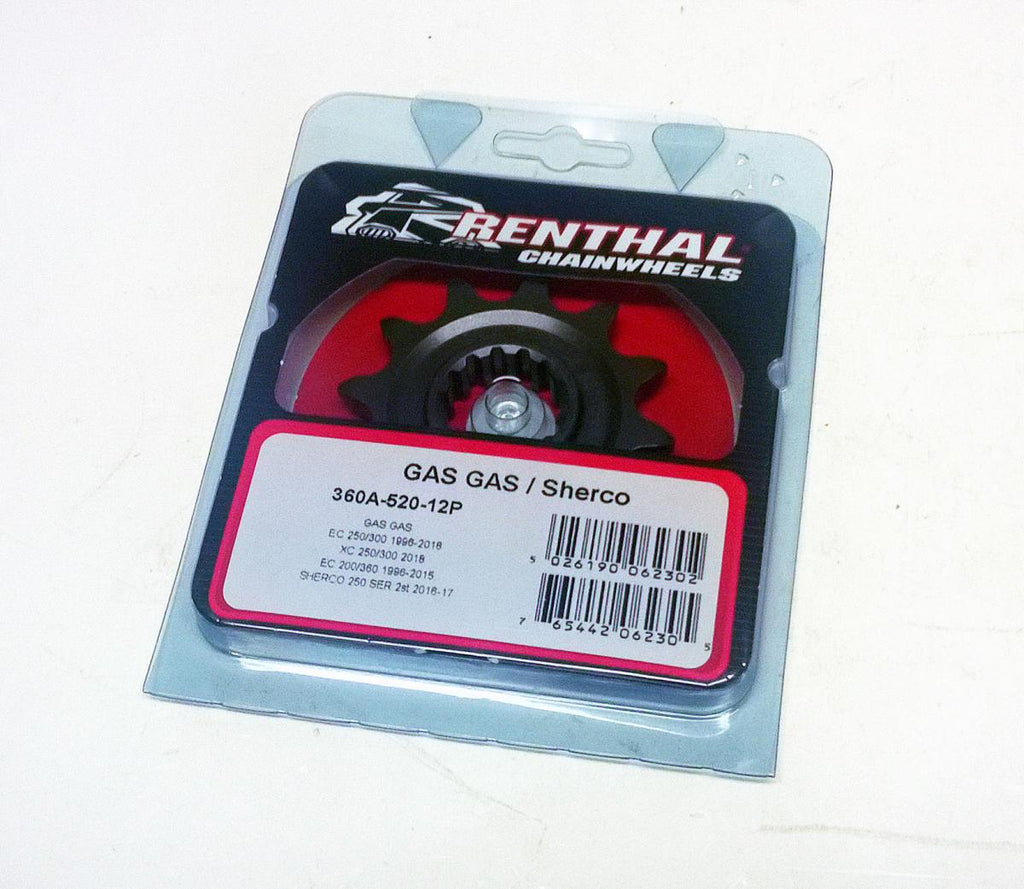 RENTHAL
CHAINWHEELS
GAS GAS / Sherco
360A-520-12P
GAS GAS
EC 250/300 1996-2018
XC 250/300 2018
EC 200/360 1996-2015
SHERCO 250 SER 2st 2016-17
5 026190 062302
7 65442 06230 5